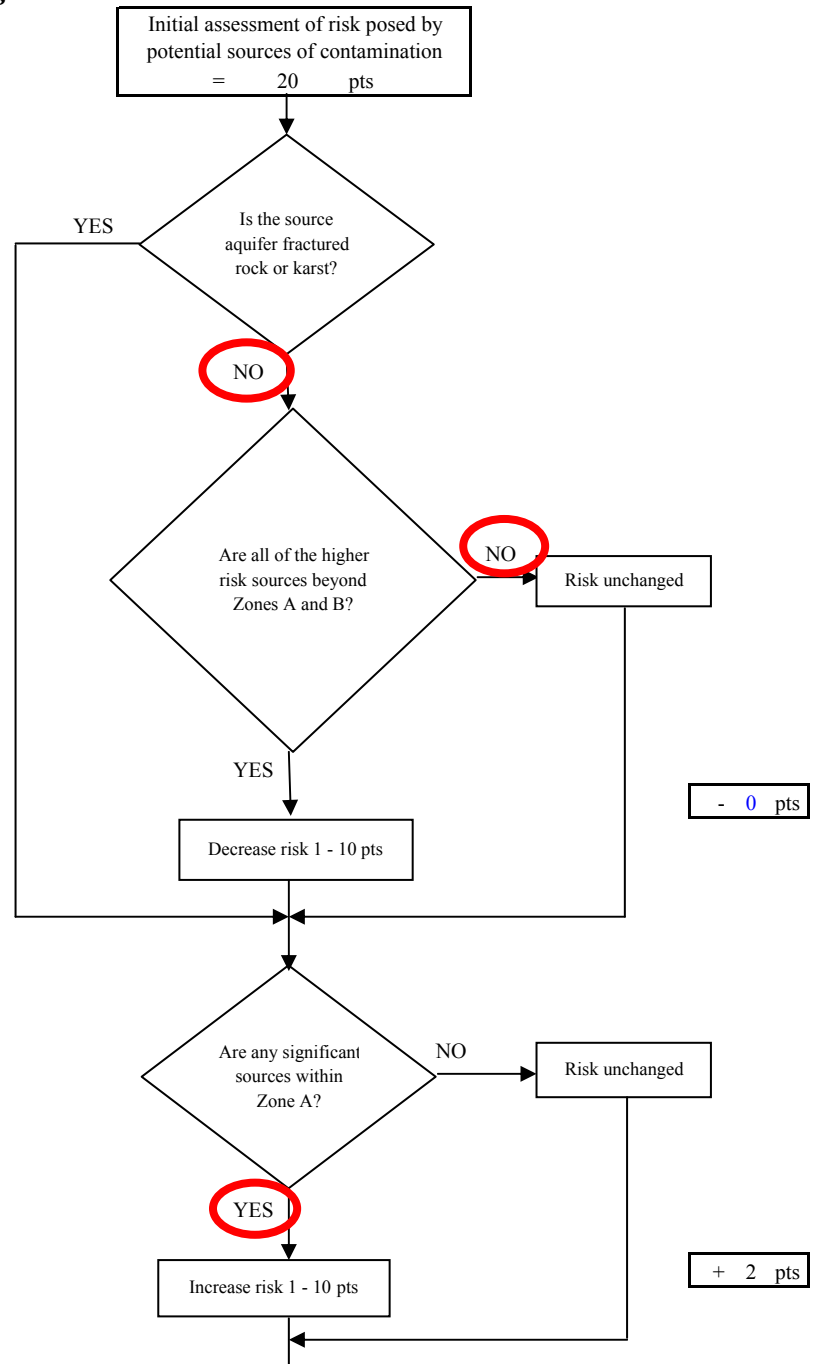 Initial assessment of risk posed by
potential sources of contamination
= 20 pts
YES
Is the source
aquifer fractured
rock or karst?
NO
Are all of the higher
risk sources beyond
Zones A and B?
NO
Risk unchanged
YES
- 0 pts
Decrease risk 1 - 10 pts
Are any significant
sources within
Zone A?
NO
Risk unchanged
YES
+ 2 pts
Increase risk 1 - 10 pts